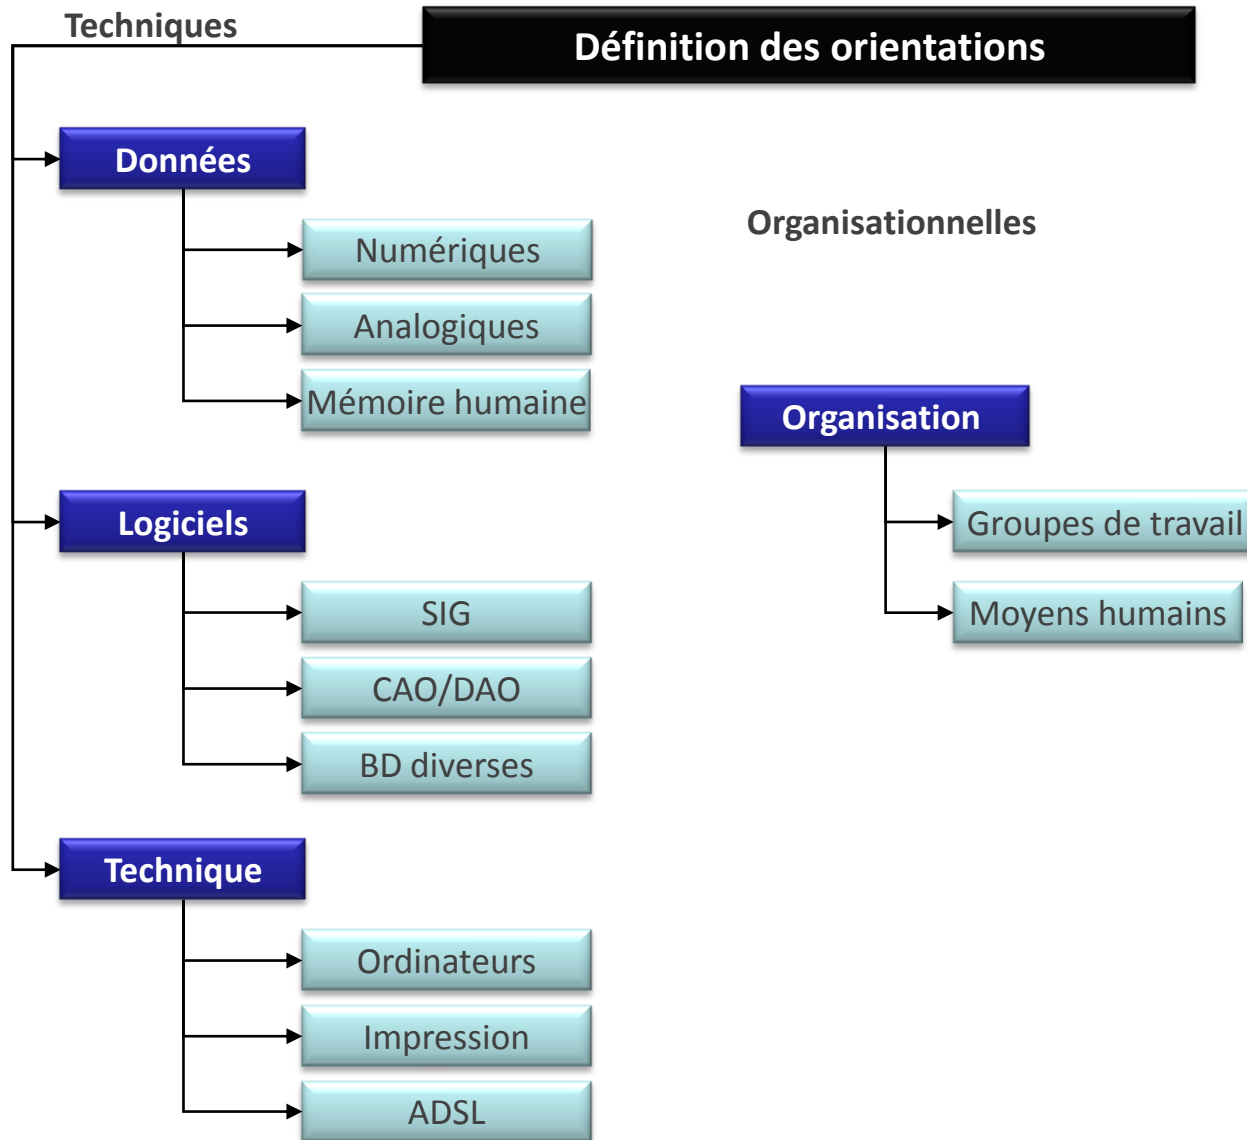 Techniques
Définition des orientations
Données
Numériques
Analogiques
Mémoire humaine
Logiciels
SIG
CAO/DAO
BD diverses
Technique
Ordinateurs
Impression
ADSL
Organisationnelles
Organisation
Groupes de travail
Moyens humains